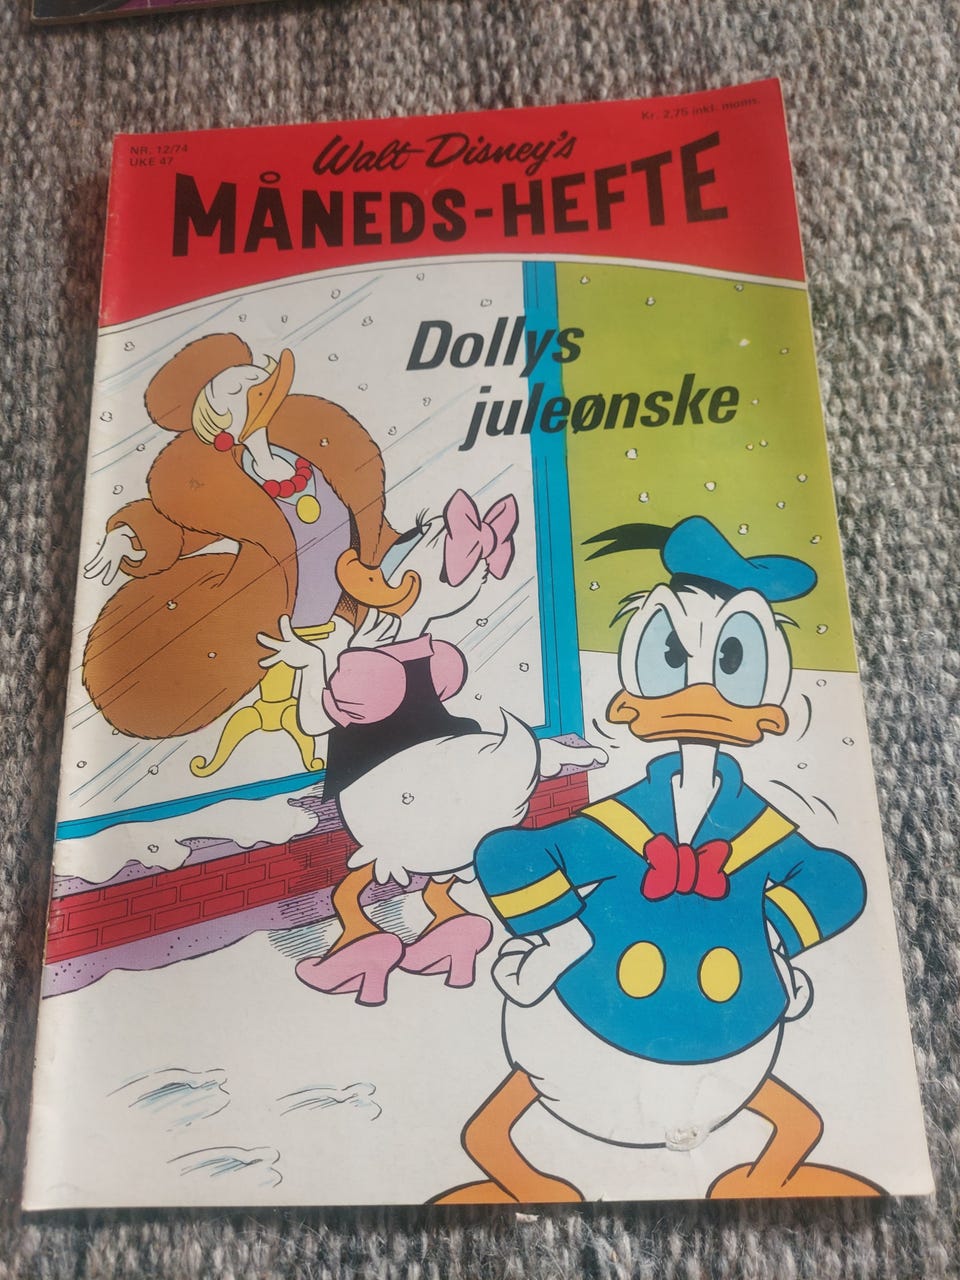 NR. 12/74
UKE 47
Kr. 2,75 inkl. moms.
Walt Disney's
MÅNEDS-HEFTE
Dollys
juleønske